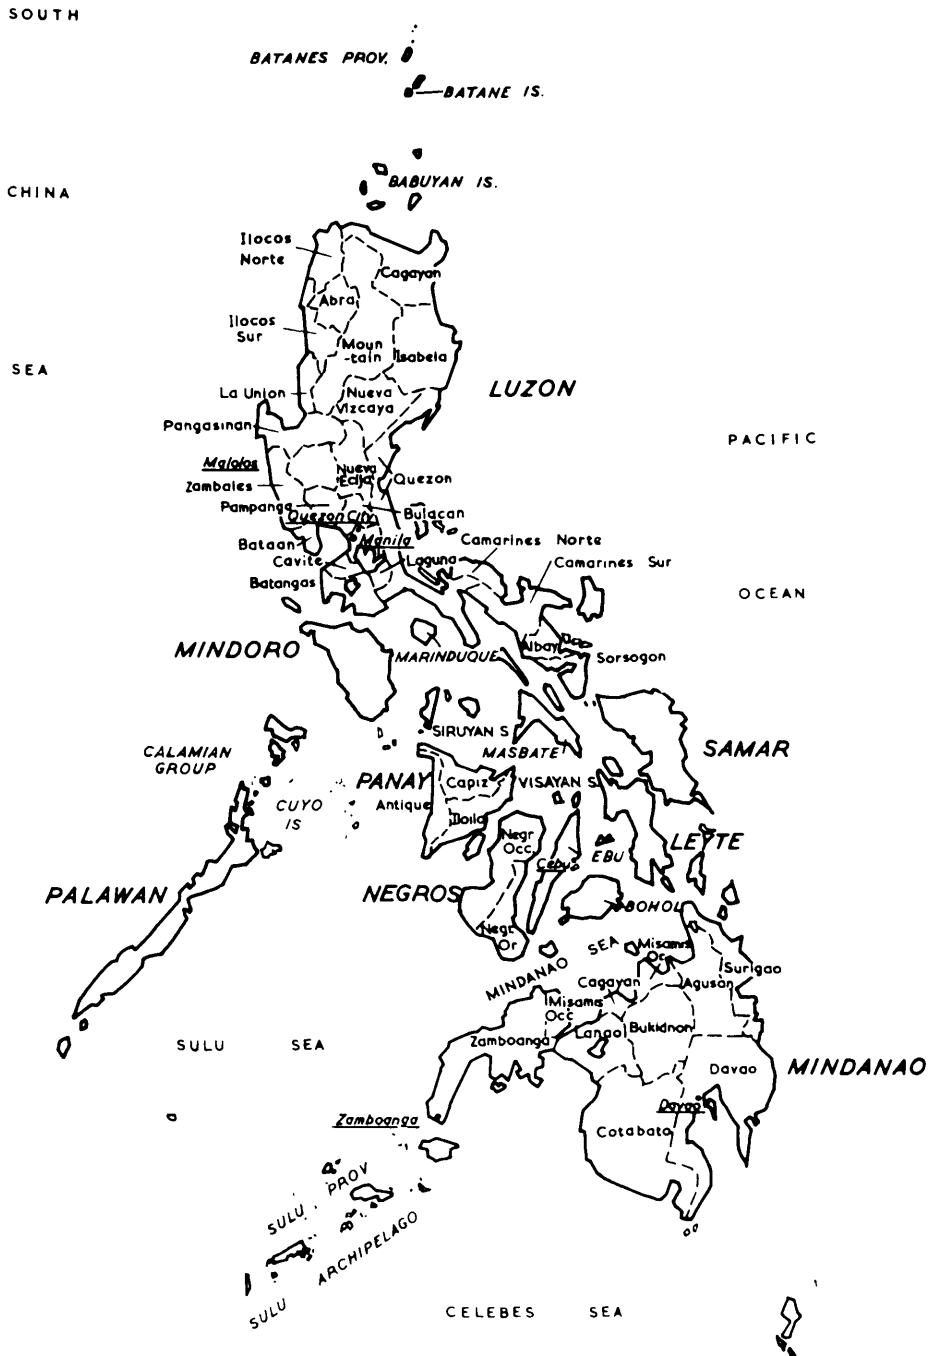 SOUTH
BATANES PROV.
BATANE IS.
CHINA
BABUYAN IS.
Ilocos
Norte
Cagayan
Abra
Ilocos
Sur
Moun
-tain
Isabela
SEA
La Union
Nueva
Vizcaya
LUZON
Pangasinan
PACIFIC
Malolos
Nueva
Ecija
Quezon
Zambales
Pampanga
Quezon City
Bulacan
Bataan
Manila
Camarines Norte
Cavite
Laguna
Camarines Sur
Batangas
OCEAN
MINDORO
MARINDUQUE
Albay
Sorsogon
SIRUYAN S
CALAMIAN
GROUP
MASBATE
SAMAR
PANAY
Capiz
VISAYAN S.
CUYO
IS
Antique
Iloilo
Negr
Occ.
Cebu
EBU
LEYTE
PALAWAN
NEGROS
BOHOL
Negr
Or
MINDANAO SEA
Misamis
Or.
Surigao
Cagayan
Agusan
Misamis
Occ
Lanao
Bukidnon
Zamboanga
SULU SEA
Davao
MINDANAO
Zamboanga
Davao
Cotabato
SULU PROV
SULU ARCHIPELAGO
CELEBES SEA